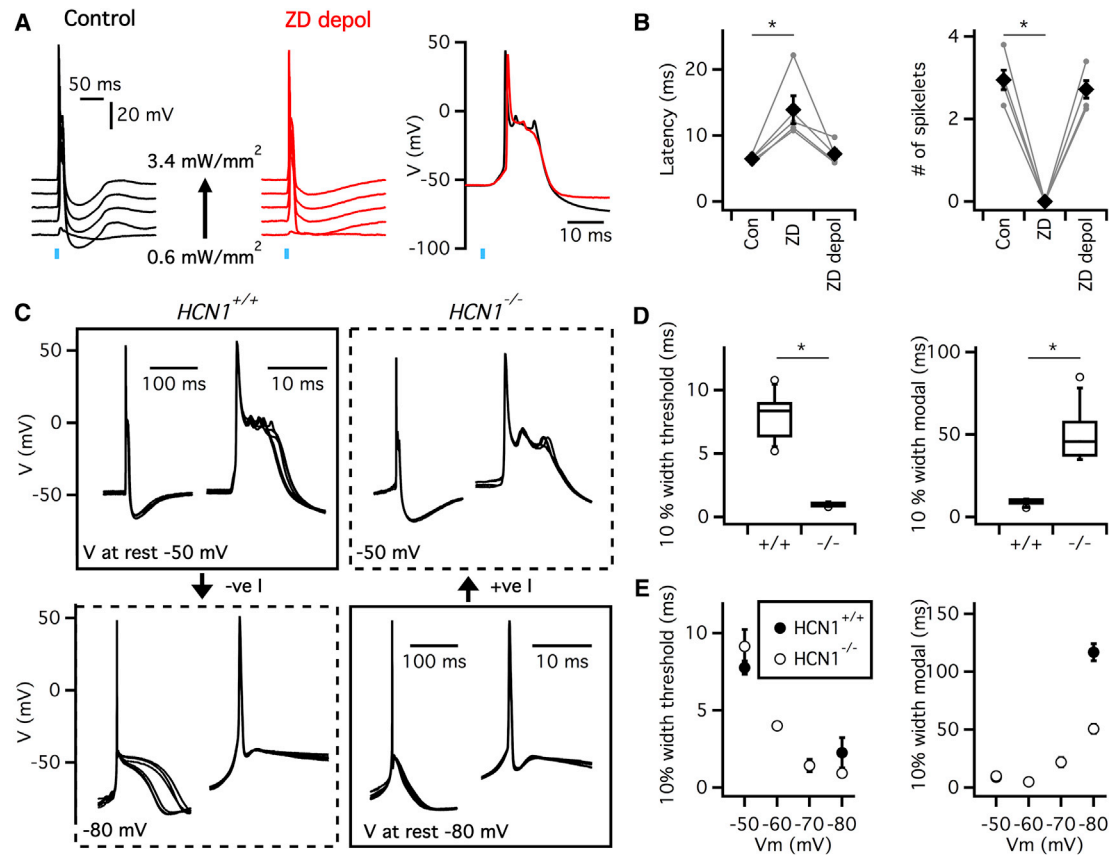 A
Control
ZD depol
50 ms
20 mV
3.4 mW/mm²
0.6 mW/mm²
V (mV)
50
0
-50
-100
10 ms
B
Latency (ms)
20
10
0
*
Con
ZD
ZD depol
# of spikelets
4
2
0
*
Con
ZD
ZD depol
C
HCN1+/+
HCN1-/-
V (mV)
50
0
-50
100 ms
10 ms
V at rest -50 mV
-50 mV
-ve I
+ve I
V (mV)
50
0
-50
-80 mV
100 ms
10 ms
V at rest -80 mV
D
10 % width threshold (ms)
10
5
0
*
+/+
-/-
10 % width modal (ms)
100
50
0
*
+/+
-/-
E
10% width threshold (ms)
10
5
0
HCN1+/+
HCN1-/-
-50 -60 -70 -80
Vm (mV)
10% width modal (ms)
150
100
50
0
-50 -60 -70 -80
Vm (mV)